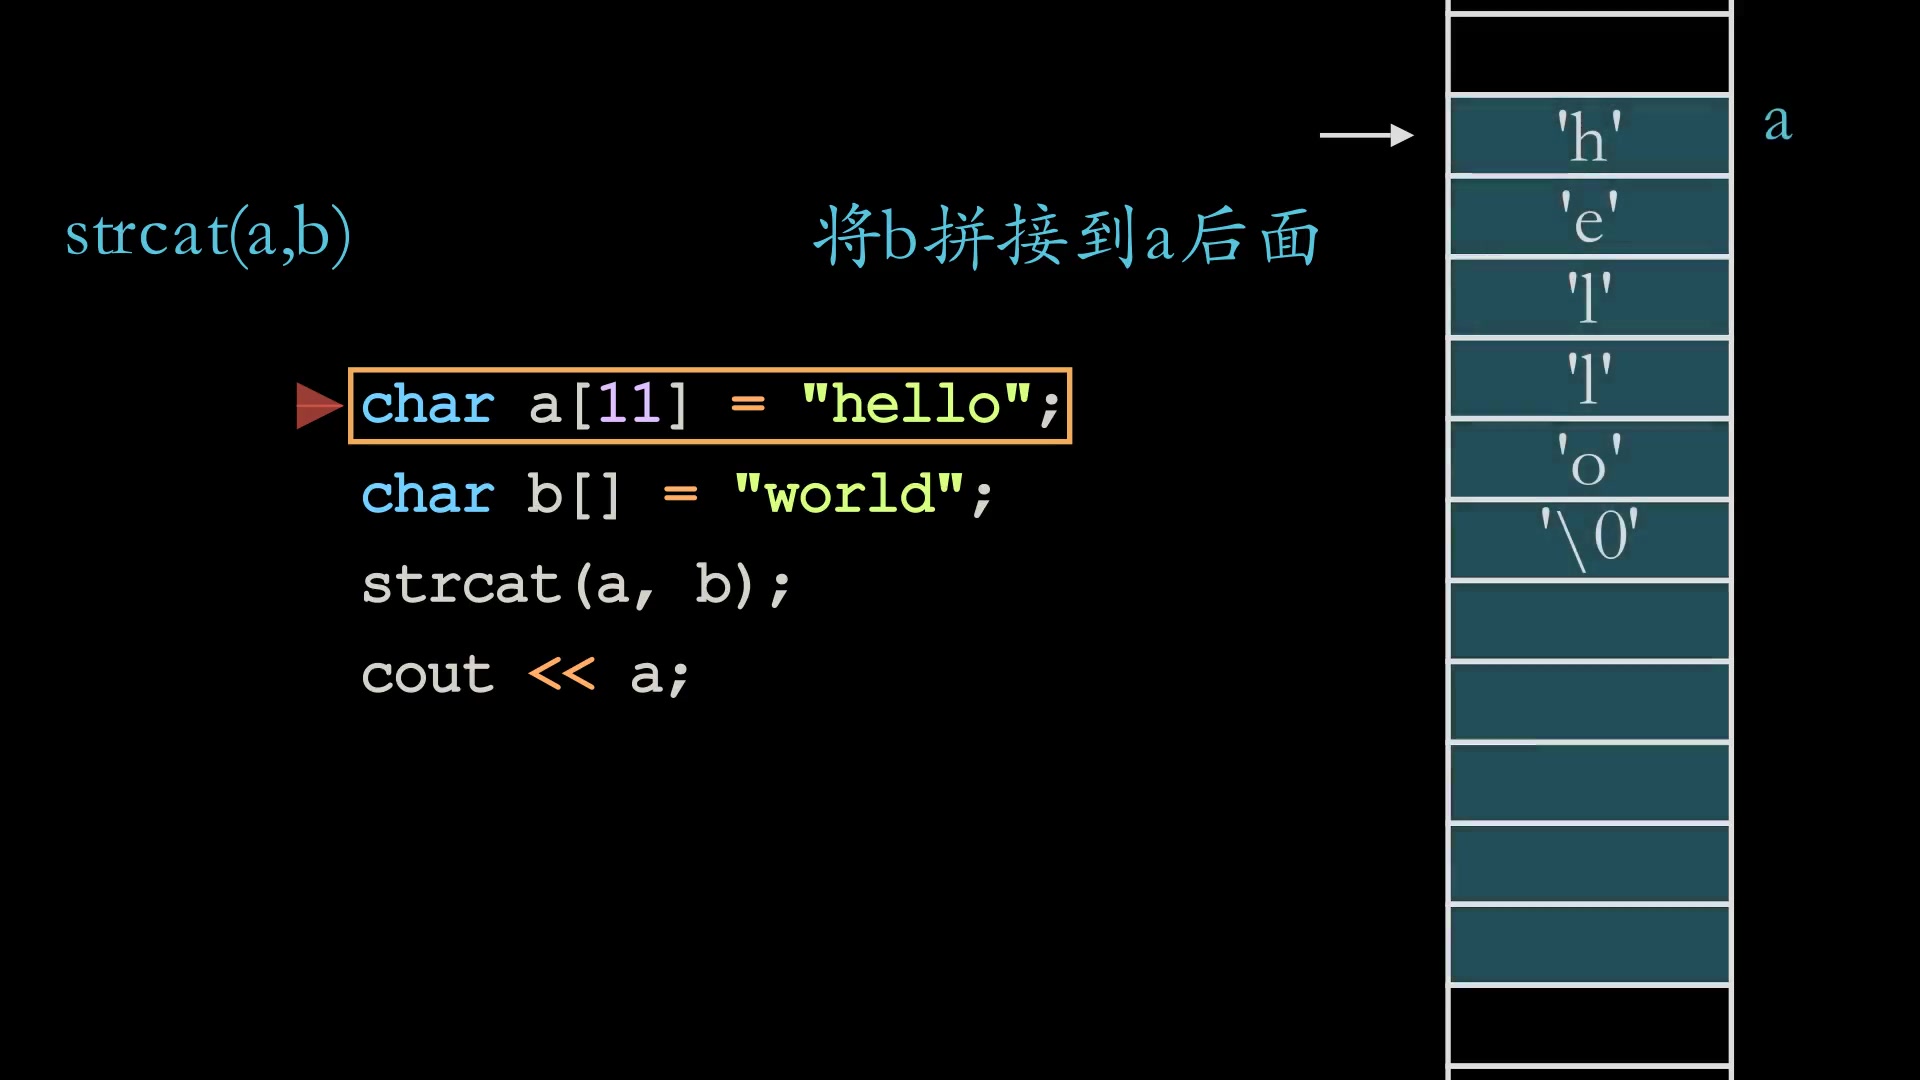 strcat(a,b) 将b拼接到a后面
char a[11] = "hello";
char b[] = "world";
strcat(a, b);
cout << a;
a
'h'
'e'
'l'
'l'
'o'
'\0'